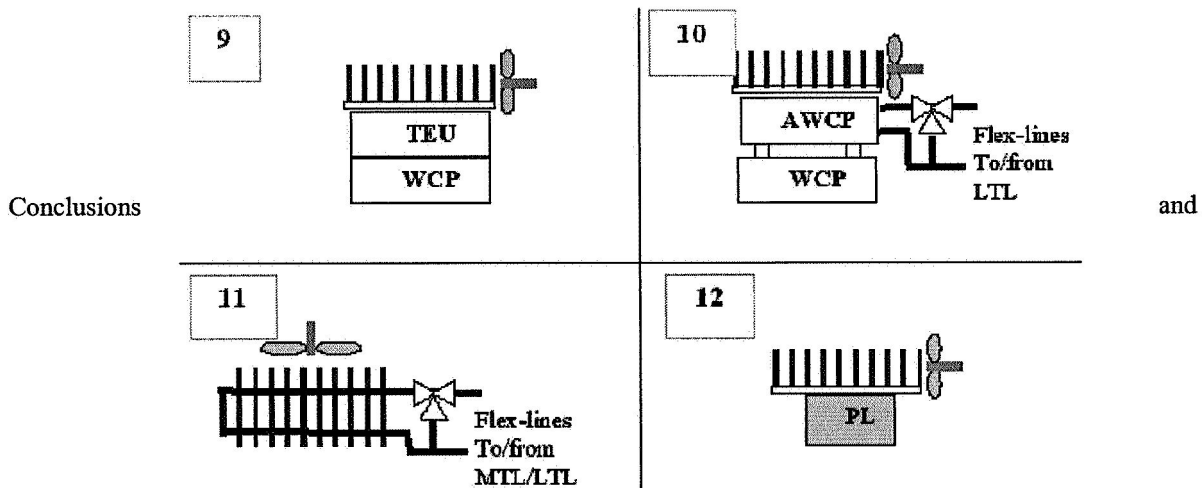 9
TEU
WCP
10
AWCP
WCP
Flex-lines
To/from
LTL
Conclusions and
11
Flex-lines
To/from
MTL/LTL
12
PL